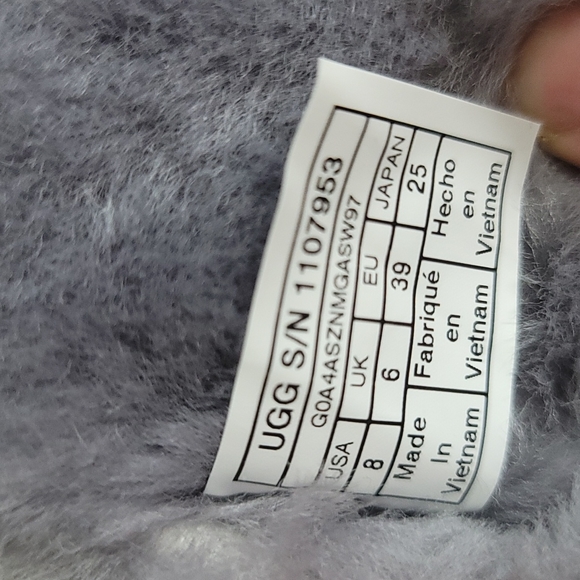 UGG S/N 1107953
G0A4ASZNMGASW97
USA UK EU JAPAN
8 6 39 25
Made In Vietnam
Fabriqué en Vietnam
Hecho en Vietnam